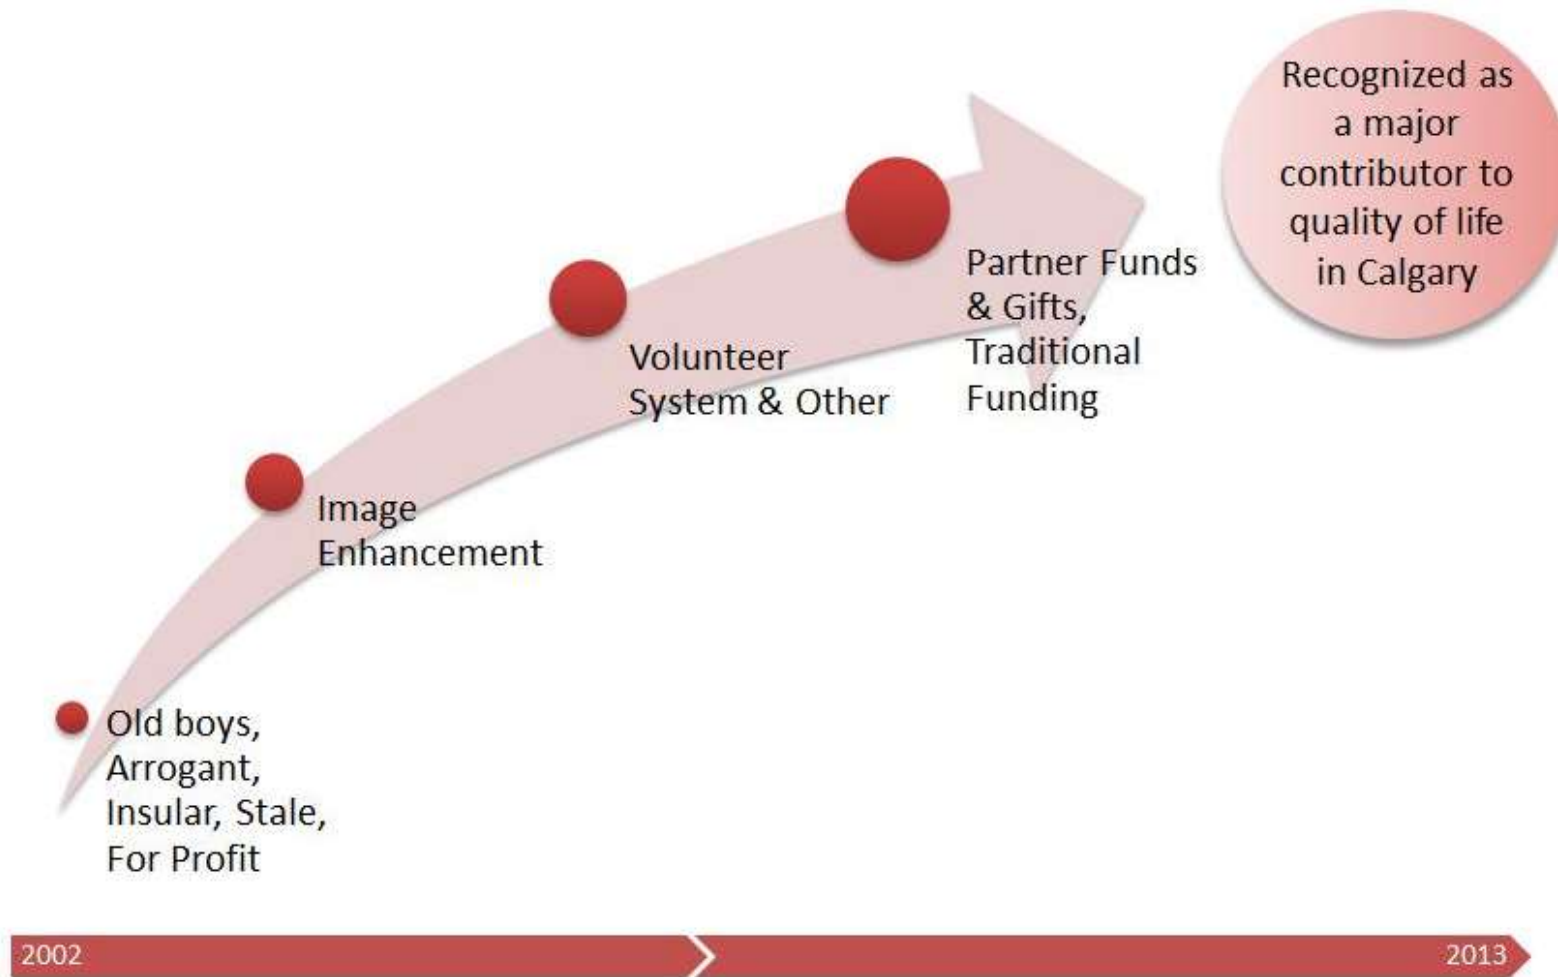 Recognized as
a major
contributor to
quality of life
in Calgary
Partner Funds
& Gifts,
Traditional
Funding
Volunteer
System & Other
Image
Enhancement
Old boys,
Arrogant,
Insular, Stale,
For Profit
2002
2013